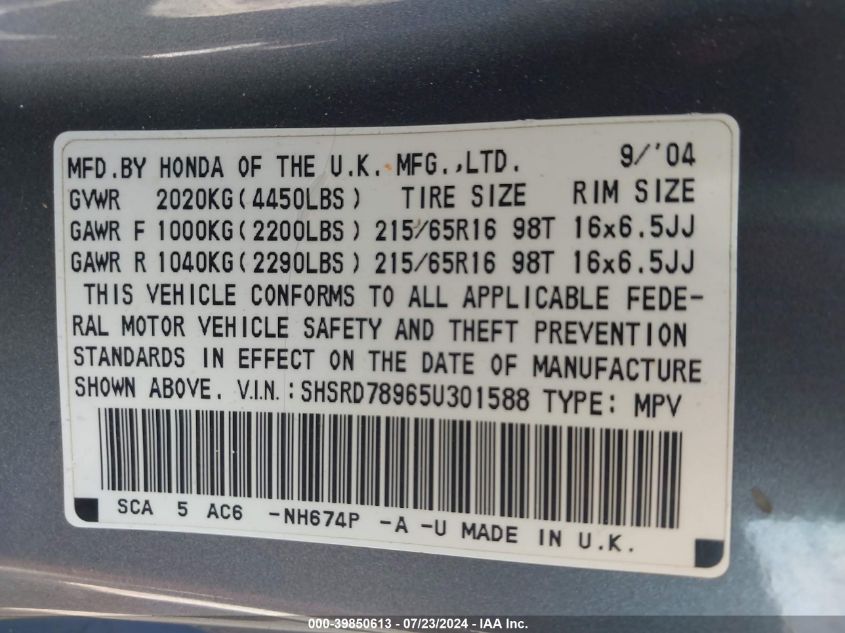 MFD.BY HONDA OF THE U.K. MFG.,LTD. 9/'04
GVWR 2020KG(4450LBS) TIRE SIZE RIM SIZE
GAWR F 1000KG(2200LBS) 215/65R16 98T 16x6.5JJ
GAWR R 1040KG(2290LBS) 215/65R16 98T 16x6.5JJ
THIS VEHICLE CONFORMS TO ALL APPLICABLE FEDE-
RAL MOTOR VEHICLE SAFETY AND THEFT PREVENTION
STANDARDS IN EFFECT ON THE DATE OF MANUFACTURE
SHOWN ABOVE. V.I.N.:SHSRD78965U301588 TYPE: MPV
SCA 5 AC6 -NH674P -A -U MADE IN U.K.
000-39850613 - 07/23/2024 - IAA Inc.